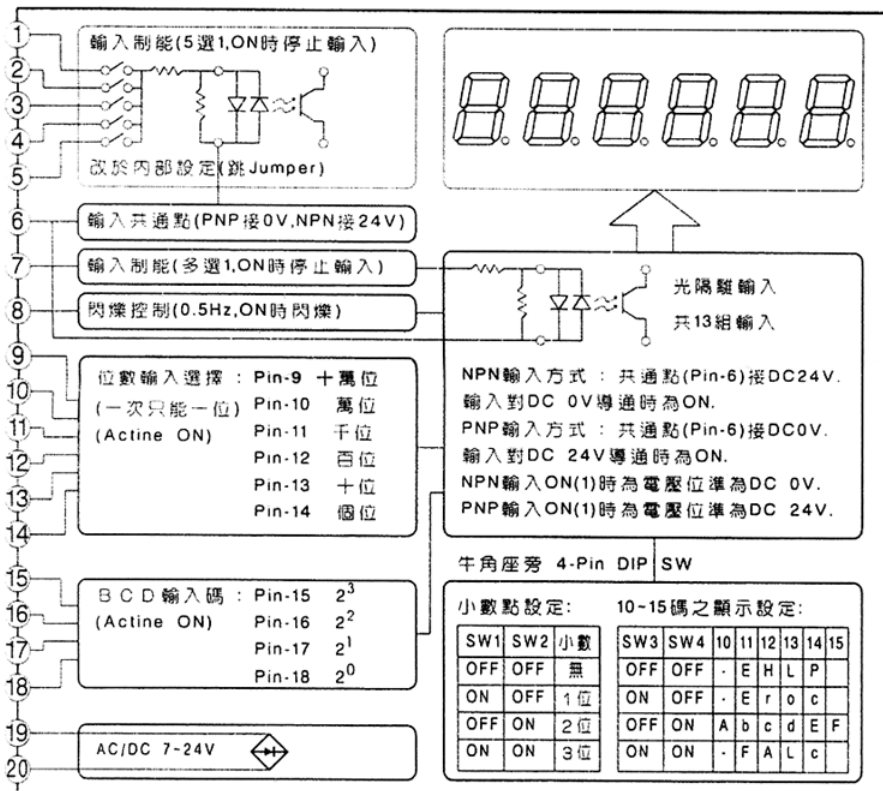 1
輸入制能(5選1,ON時停止輸入)
2
3
4
5
改於內部設定(跳Jumper)
6
輸入共通點(PNP接0V,NPN接24V)
7
輸入制能(多選1,ON時停止輸入)
8
閃爍控制(0.5Hz,ON時閃爍)
光隔離輸入
共13組輸入
NPN輸入方式 : 共通點(Pin-6)接DC24V.
輸入對DC 0V導通時為ON.
PNP輸入方式 : 共通點(Pin-6)接DC0V.
輸入對DC 24V導通時為ON.
NPN輸入ON(1)時為電壓位準為DC 0V.
PNP輸入ON(1)時為電壓位準為DC 24V.
9
位數輸入選擇 : Pin-9 十萬位
10
(一次只能一位) Pin-10 萬位
11
(Actine ON) Pin-11 千位
12
Pin-12 百位
13
Pin-13 十位
14
Pin-14 個位
15
BCD輸入碼 : Pin-15 2³
16
(Actine ON) Pin-16 2²
17
Pin-17 2¹
18
Pin-18 2⁰
19
AC/DC 7~24V
20
牛角座旁 4-Pin DIP SW
小數點設定:
SW1 SW2 小數
OFF OFF 無
ON OFF 1位
OFF ON 2位
ON ON 3位
10~15碼之顯示設定:
SW3 SW4 10 11 12 13 14 15
OFF OFF - E H L P
ON OFF - E r o c
OFF ON A b c d E F
ON ON - F A L c